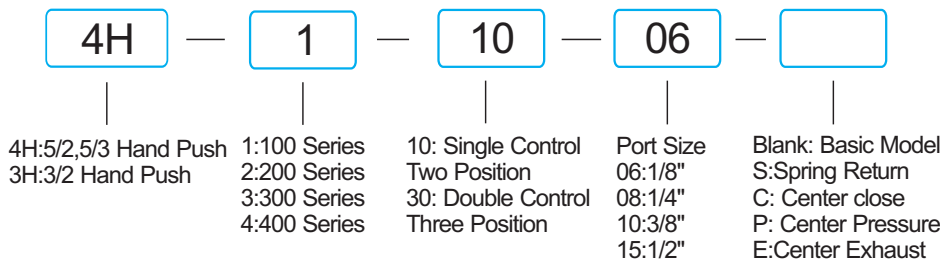 4H — 1 — 10 — 06 —
4H:5/2,5/3 Hand Push
3H:3/2 Hand Push
1:100 Series
2:200 Series
3:300 Series
4:400 Series
10: Single Control
Two Position
30: Double Control
Three Position
Port Size
06:1/8"
08:1/4"
10:3/8"
15:1/2"
Blank: Basic Model
S:Spring Return
C: Center close
P: Center Pressure
E:Center Exhaust